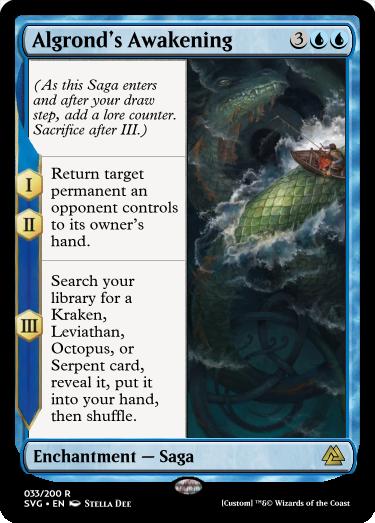 Algrond's Awakening 3
(As this Saga enters
and after your draw
step, add a lore counter.
Sacrifice after III.)
I
Return target
permanent an
II
opponent controls
to its owner's
hand.
Search your
library for a
Kraken,
III
Leviathan,
Octopus, or
Serpent card,
reveal it, put it
into your hand,
then shuffle.
Enchantment — Saga
033/200 R
SVG • EN Stella Dee
[Custom] ™&© Wizards of the Coast